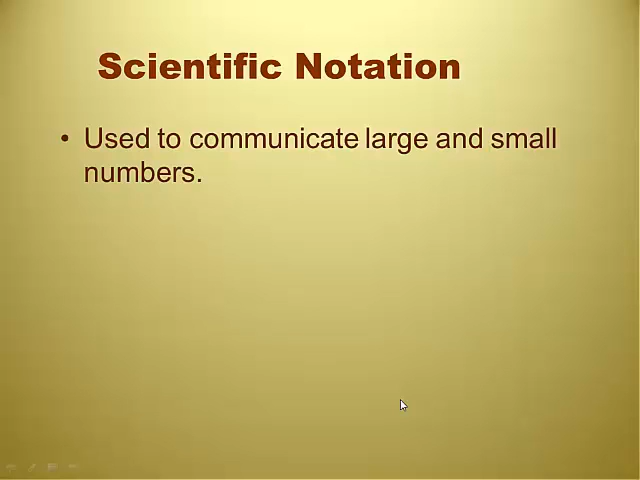 Scientific Notation
• Used to communicate large and small
numbers.